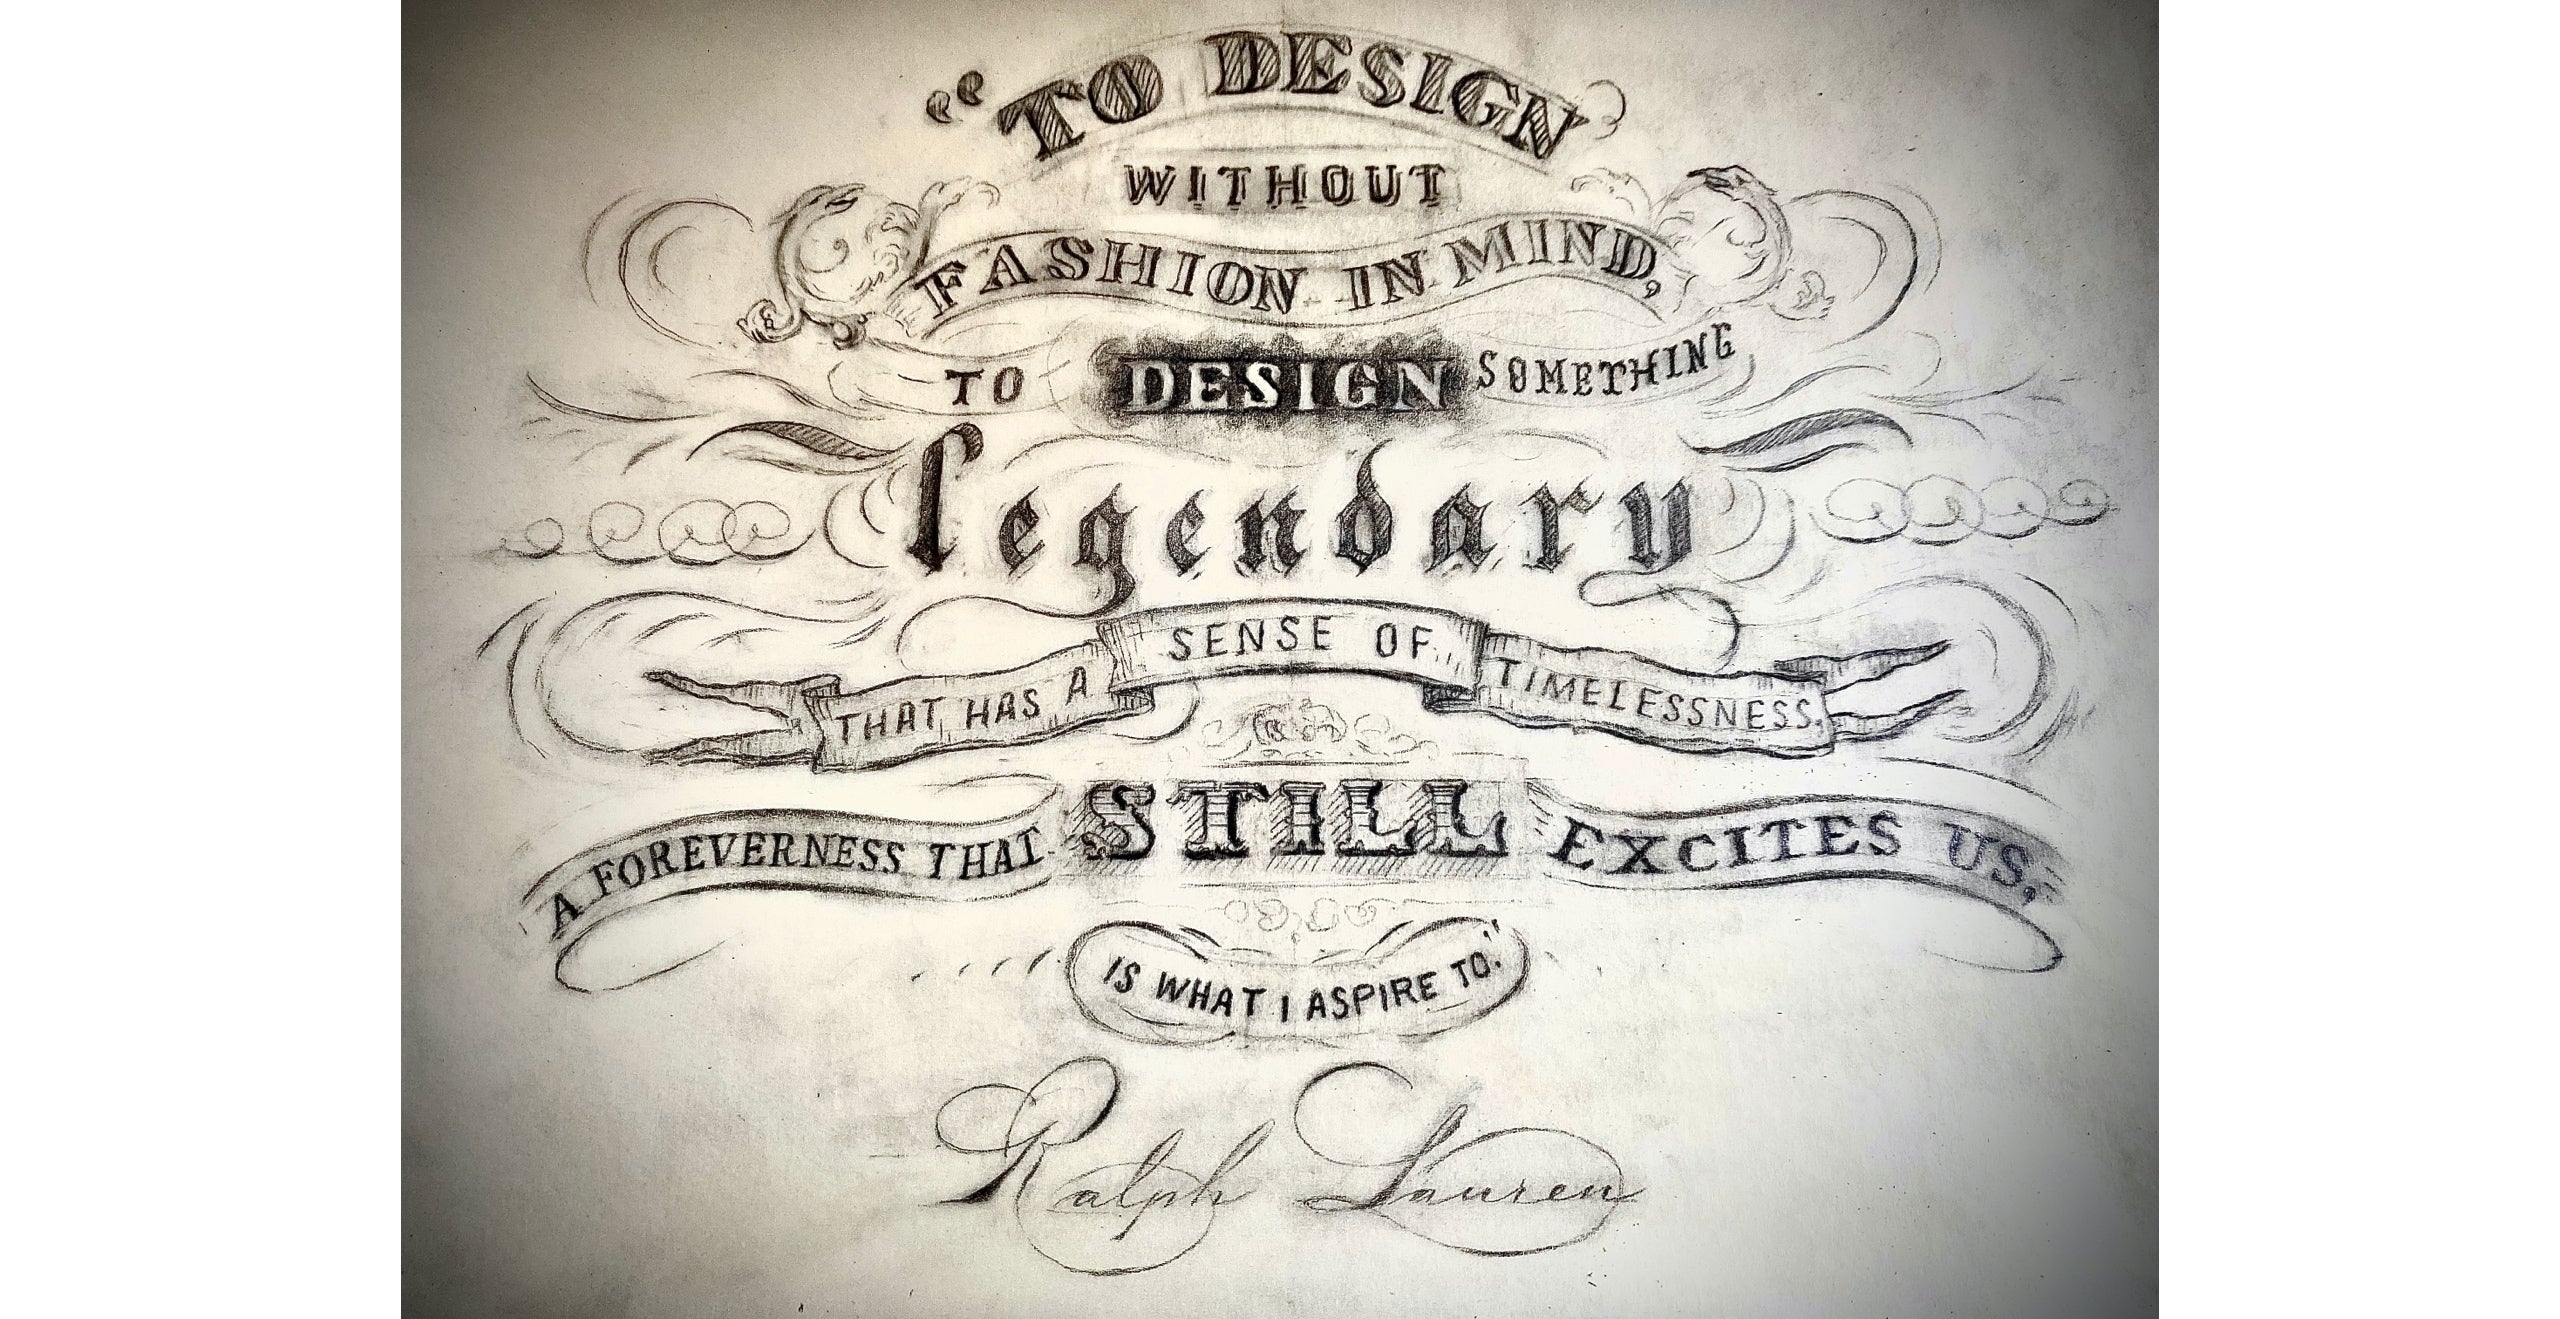 “TO DESIGN
WITHOUT
FASHION IN MIND,
TO DESIGN SOMETHING
legendary
THAT HAS A SENSE OF TIMELESSNESS,
A FOREVERNESS THAT STILL EXCITES US,
IS WHAT I ASPIRE TO."
Ralph Lauren